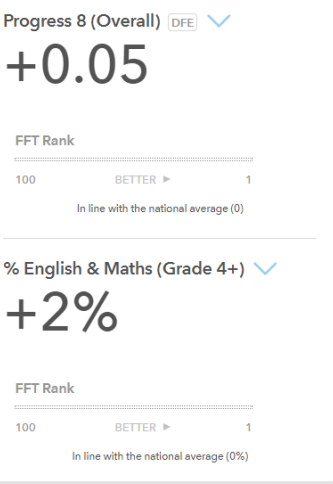 Progress 8 (Overall) DFE
+0.05
FFT Rank
100 BETTER ► 1
In line with the national average (0)
% English & Maths (Grade 4+)
+2%
FFT Rank
100 BETTER ► 1
In line with the national average (0%)